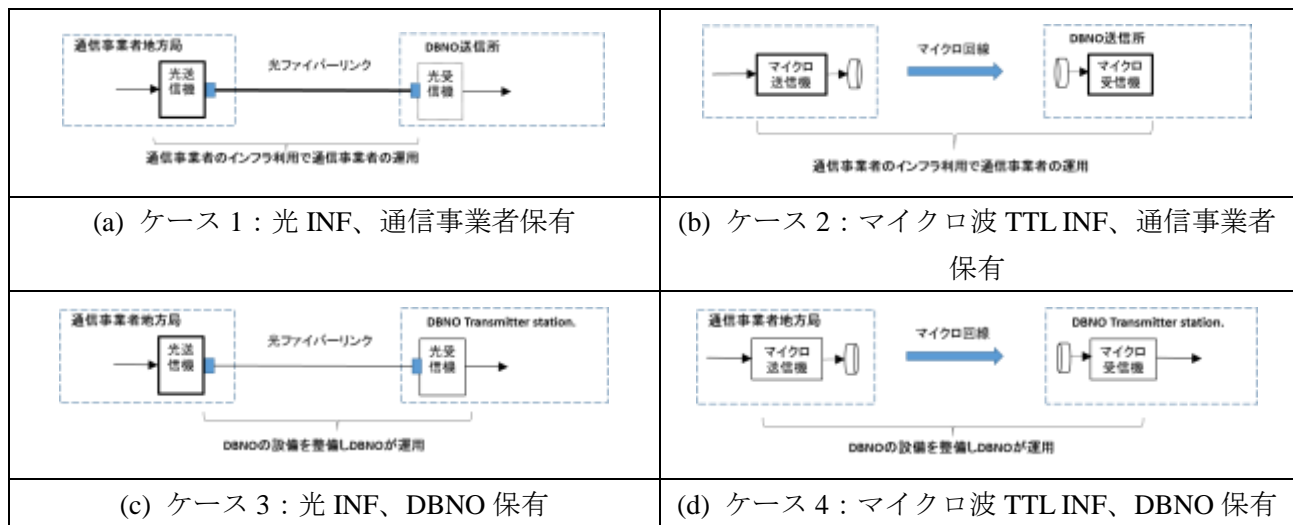 通信事業者地方局
DBNO送信所
光ファイバーリンク
光送
信機
光受
信機
通信事業者のインフラ利用で通信事業者の運用
(a) ケース 1：光 INF、通信事業者保有
DBNO送信所
マイクロ回線
マイクロ
送信機
マイクロ
受信機
通信事業者のインフラ利用で通信事業者の運用
(b) ケース 2：マイクロ波 TTL INF、通信事業者
保有
通信事業者地方局
DBNO Transmitter station.
光ファイバーリンク
光送
信機
光受
信機
DBNOの設備を整備しDBNOが運用
(c) ケース 3：光 INF、DBNO 保有
通信事業者地方局
DBNO Transmitter station.
マイクロ回線
マイクロ
送信機
マイクロ
受信機
DBNOの設備を整備しDBNOが運用
(d) ケース 4：マイクロ波 TTL INF、DBNO 保有